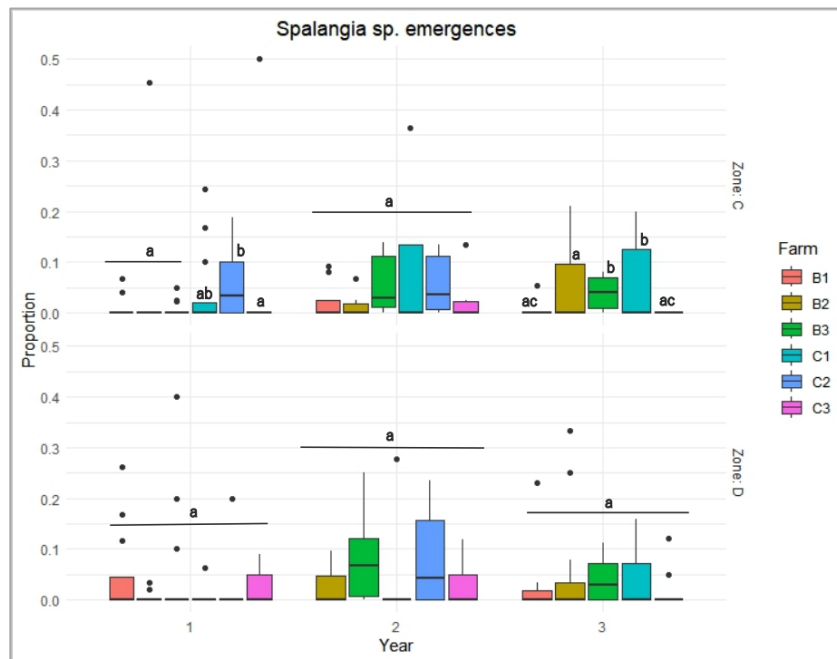 Spalangia sp. emergences
0.5
0.4
0.3
0.2
0.1
0.0
a
ab
b
a
a
ac
a
b
b
ac
Zone: C
Proportion
0.5
0.4
0.3
0.2
0.1
0.0
a
a
a
Zone: D
1
2
3
Year
Farm
B1
B2
B3
C1
C2
C3